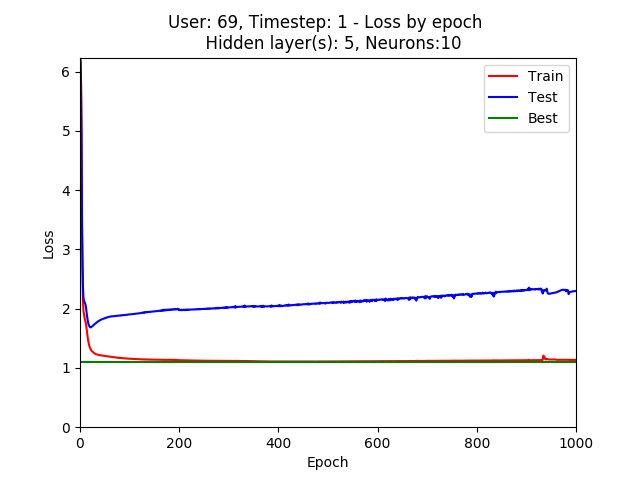 User: 69, Timestep: 1 - Loss by epoch
Hidden layer(s): 5, Neurons:10
Train
Test
Best
6
5
4
3
2
1
0
Loss
0
200
400
600
800
1000
Epoch